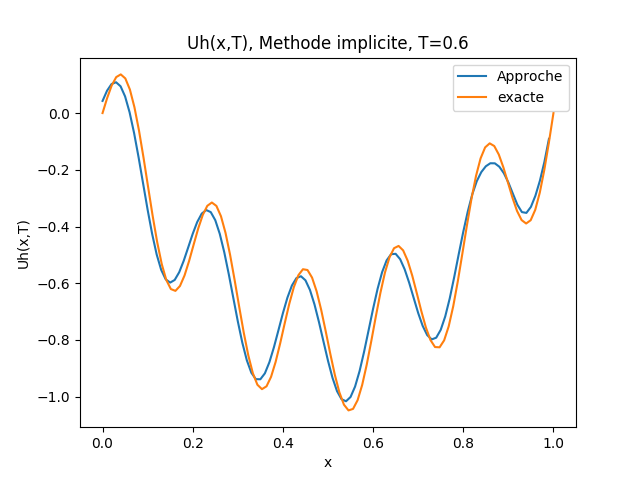 Uh(x,T), Methode implicite, T=0.6
Approche
exacte
0.0
−0.2
−0.4
−0.6
−0.8
−1.0
Uh(x,T)
0.0 0.2 0.4 0.6 0.8 1.0
x